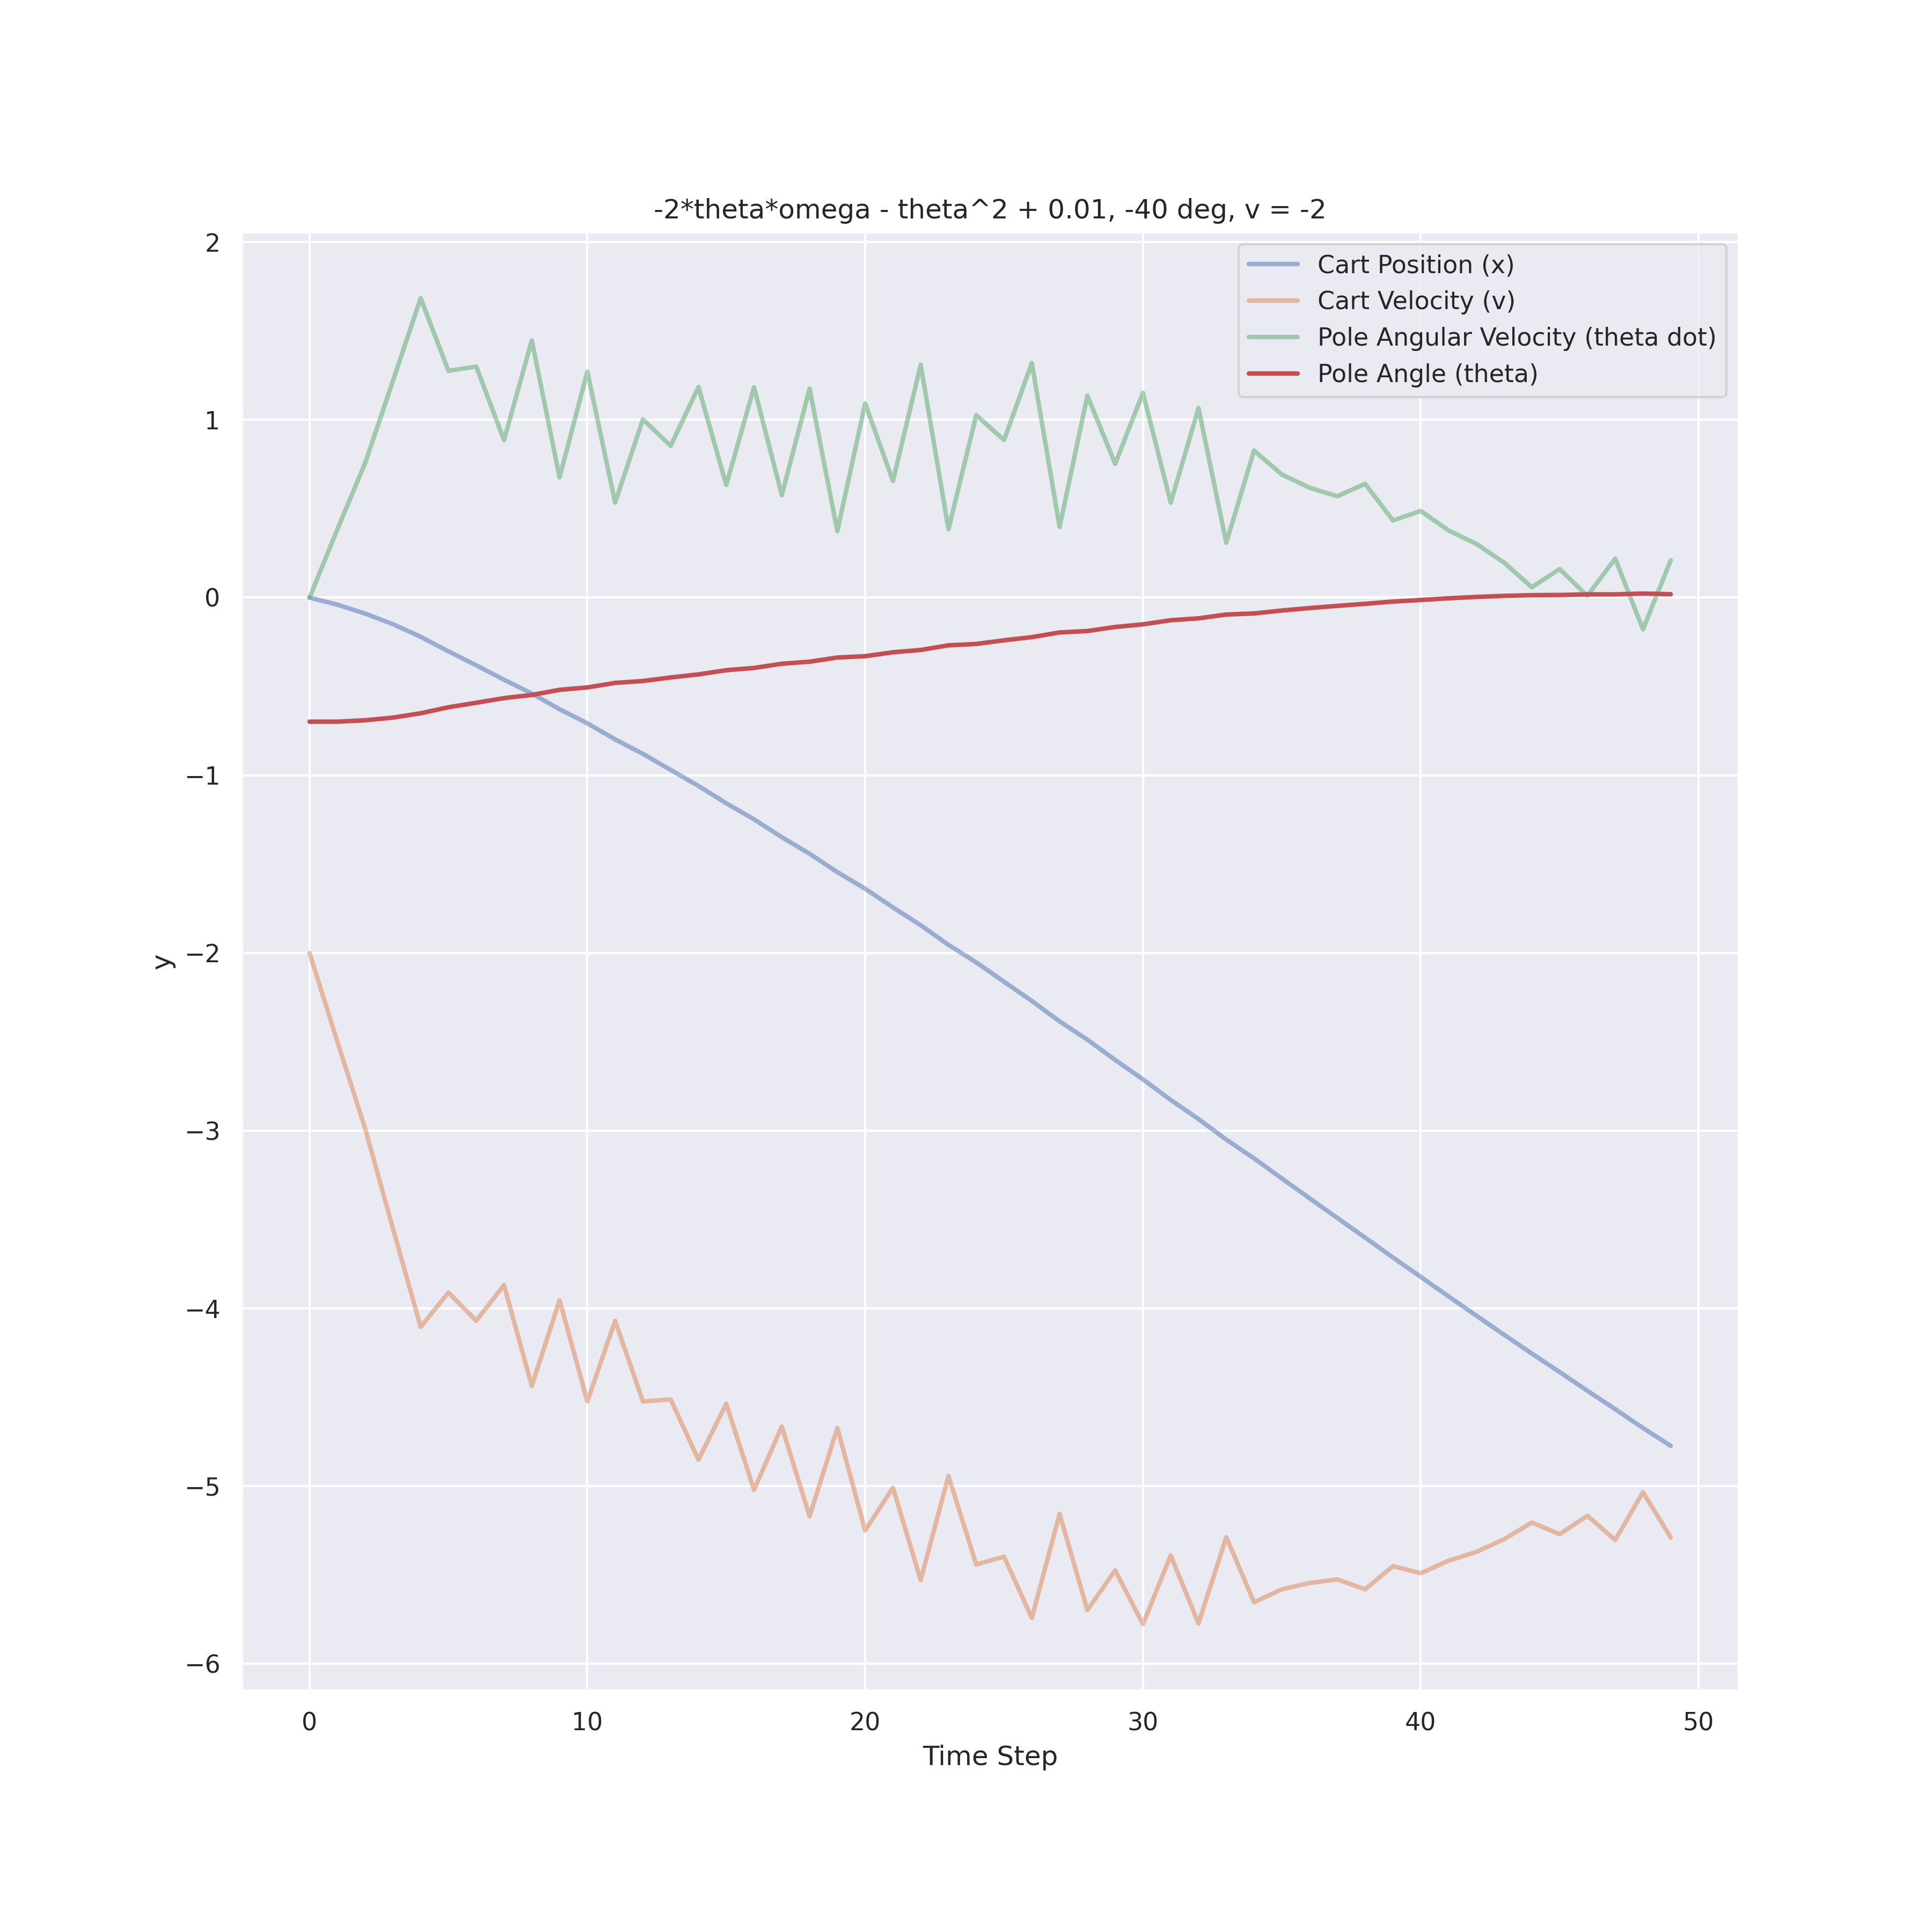 -2*theta*omega - theta^2 + 0.01, -40 deg, v = -2
Cart Position (x)
Cart Velocity (v)
Pole Angular Velocity (theta dot)
Pole Angle (theta)
2
1
0
−1
−2
−3
−4
−5
−6
y
0 10 20 30 40 50
Time Step